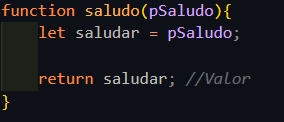 function saludo(pSaludo){
    let saludar = pSaludo;

    return saludar; //Valor
}